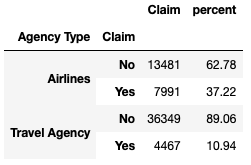 Claim percent
Agency Type Claim
Airlines No 13481 62.78
Yes 7991 37.22
Travel Agency No 36349 89.06
Yes 4467 10.94